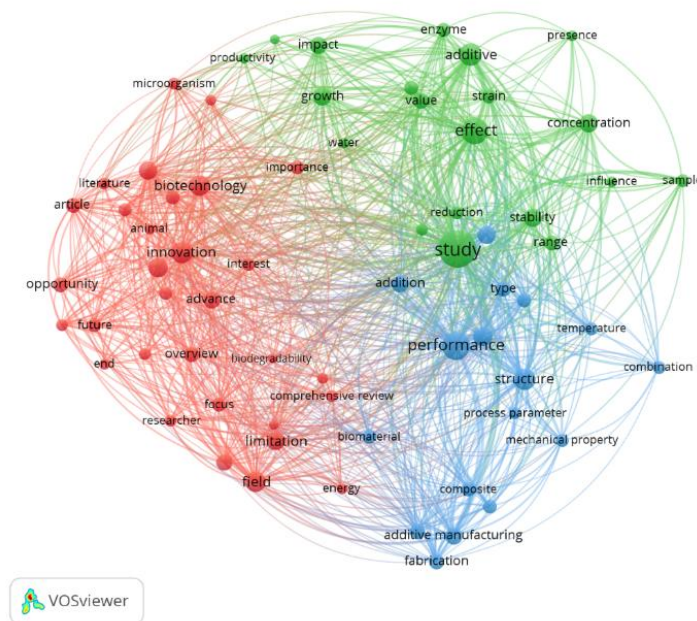 enzyme
presence
impact
additive
productivity
microorganism
growth
value
strain
concentration
effect
water
importance
literature
biotechnology
influence
sample
article
reduction
stability
animal
study
range
innovation
interest
opportunity
addition
type
advance
future
performance
temperature
overview
biodegradability
end
structure
combination
comprehensive review
focus
process parameter
researcher
limitation
biomaterial
mechanical property
field
energy
composite
additive manufacturing
fabrication
VOSviewer